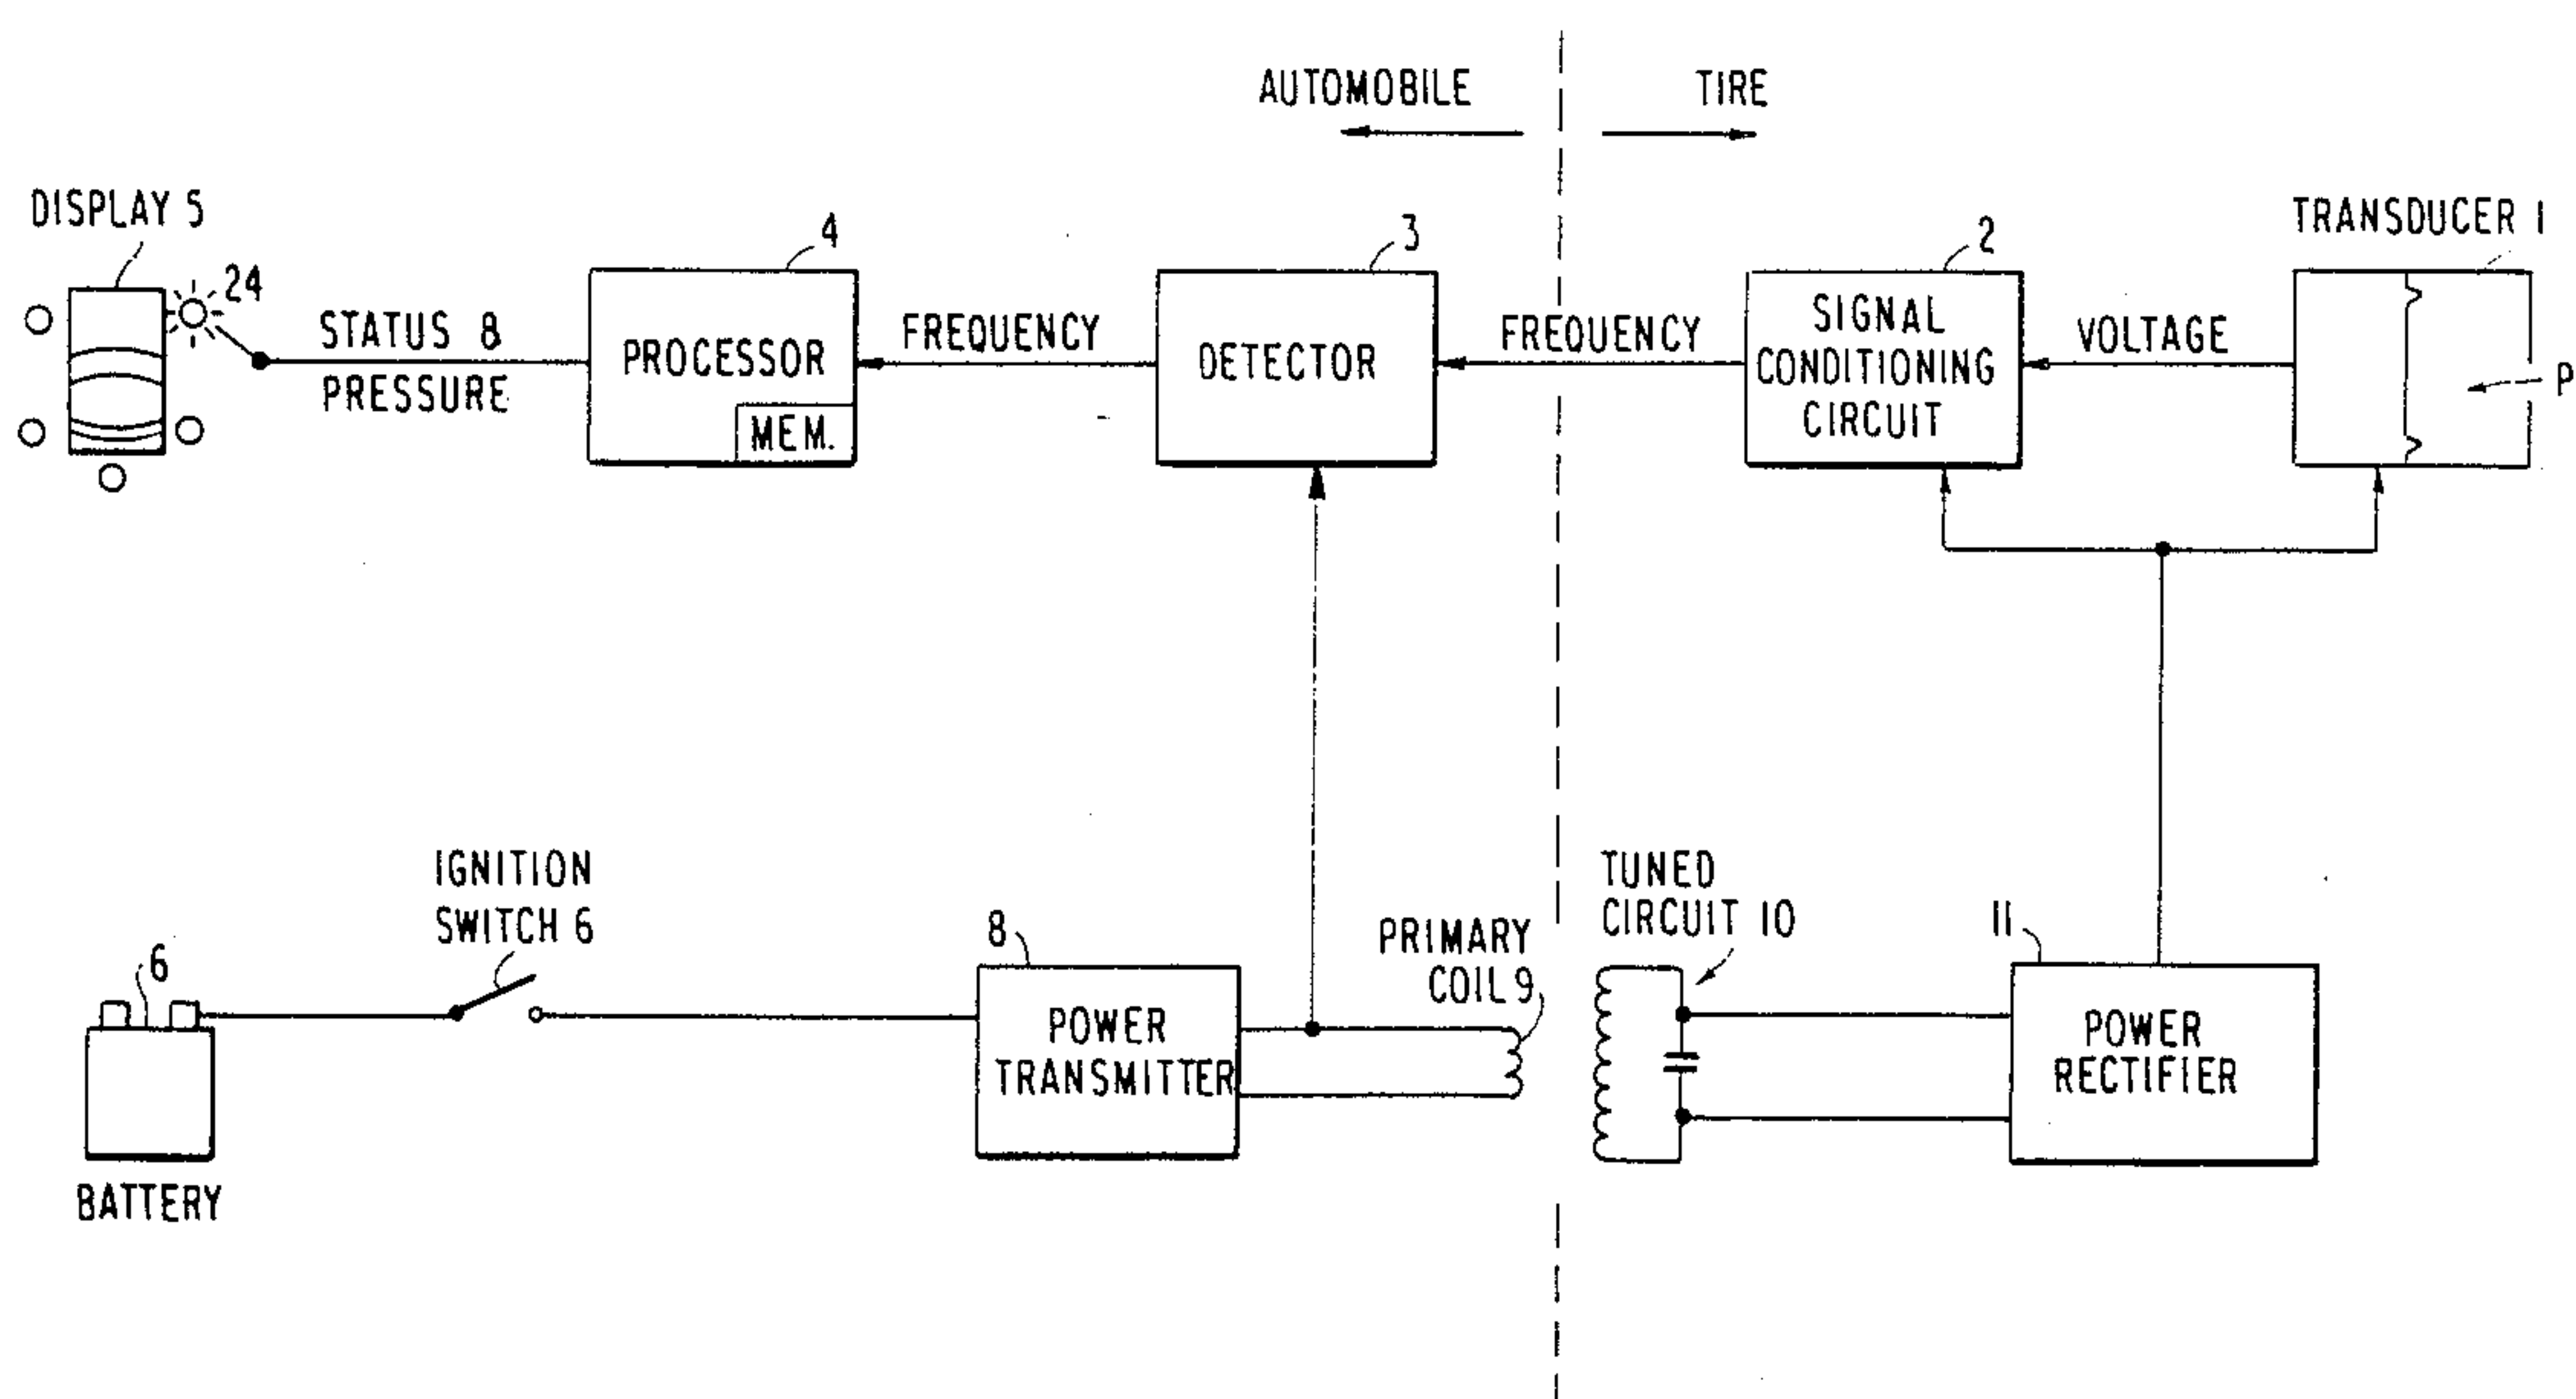 AUTOMOBILE
TIRE
DISPLAY 5
24
STATUS &
PRESSURE
4
PROCESSOR
MEM.
FREQUENCY
3
DETECTOR
FREQUENCY
2
SIGNAL
CONDITIONING
CIRCUIT
VOLTAGE
TRANSDUCER 1
P
IGNITION
SWITCH 6
6
BATTERY
8
POWER
TRANSMITTER
PRIMARY
COIL 9
TUNED
CIRCUIT 10
11
POWER
RECTIFIER